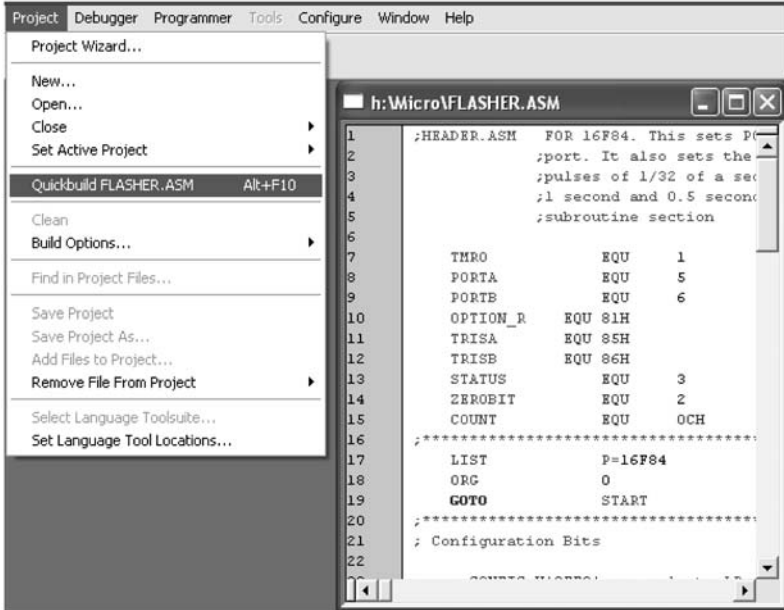 Project Debugger Programmer Tools Configure Window Help
Project Wizard...
New...
Open...
Close
Set Active Project
Quickbuild FLASHER.ASM Alt+F10
Clean
Build Options...
Find in Project Files...
Save Project
Save Project As...
Add Files to Project...
Remove File From Project
Select Language Toolsuite...
Set Language Tool Locations...
h:\Micro\FLASHER.ASM
1 ;HEADER.ASM FOR 16F84. This sets
2 ;port. It also sets the
3 ;pulses of 1/32 of a
4 ;1 second and 0.5
5 ;subroutine section
6
7 TMR0 EQU 1
8 PORTA EQU 5
9 PORTB EQU 6
10 OPTION_R EQU 81H
11 TRISA EQU 85H
12 TRISB EQU 86H
13 STATUS EQU 3
14 ZEROBIT EQU 2
15 COUNT EQU 0CH
16 ;*************************************
17 LIST P=16F84
18 ORG 0
19 GOTO START
20 ;*************************************
21 ; Configuration Bits
22